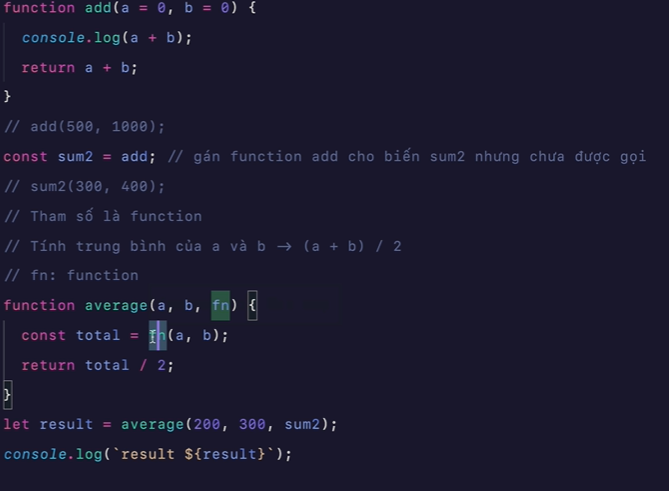 function add(a = 0, b = 0) {
console.log(a + b);
return a + b;
}
// add(500, 1000);
const sum2 = add; // gán function add cho biến sum2 nhưng chưa được gọi
// sum2(300, 400);
// Tham số là function
// Tính trung bình của a và b → (a + b) / 2
// fn: function
function average(a, b, fn) {
const total = fn(a, b);
return total / 2;
}
let result = average(200, 300, sum2);
console.log(`result ${result}`);